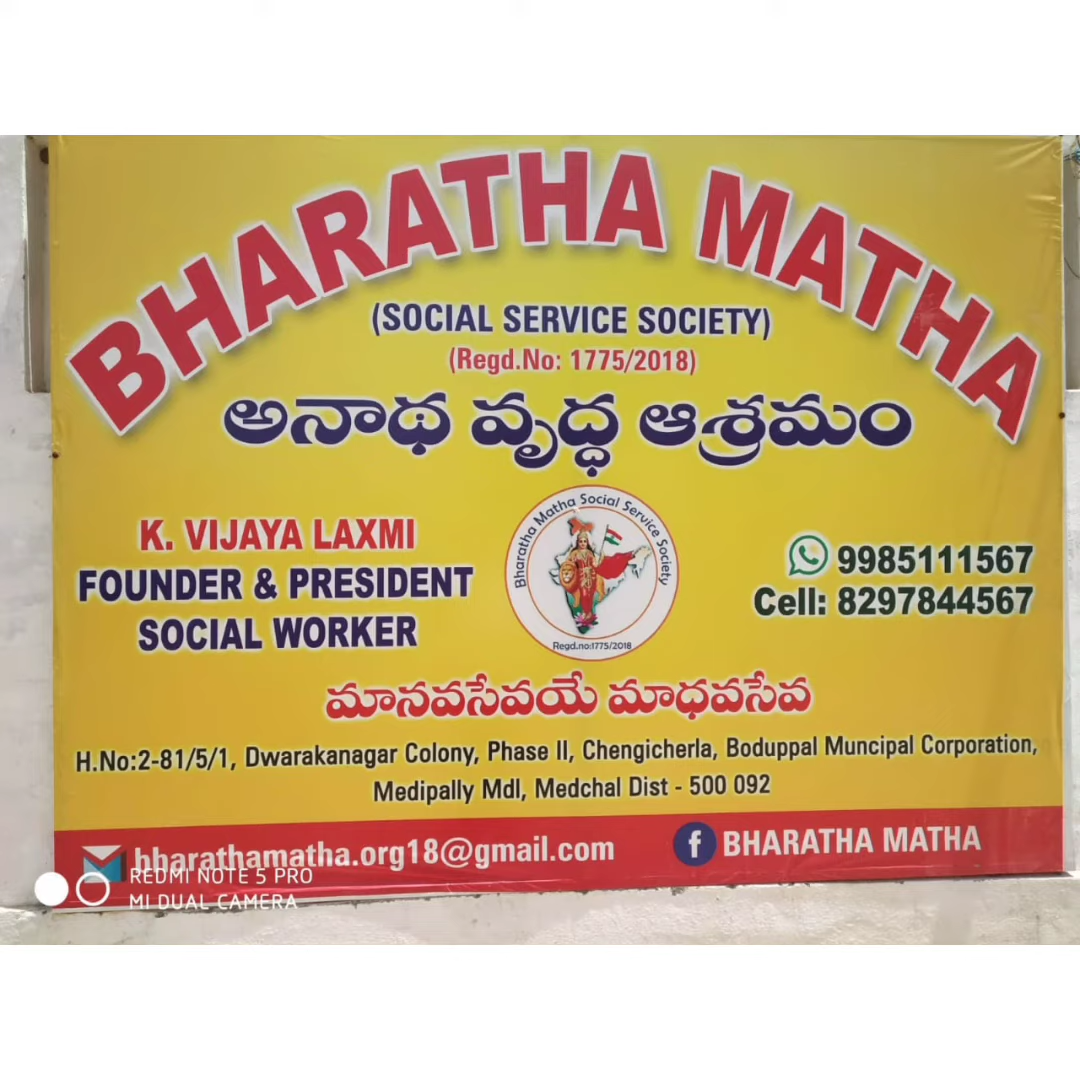 BHARATHA MATHA
(SOCIAL SERVICE SOCIETY)
(Regd.No: 1775/2018)
అనాథ వృద్ధ ఆశ్రమం
K. VIJAYA LAXMI
FOUNDER & PRESIDENT
SOCIAL WORKER
Bharatha Matha Social Service Society
Regd.no:1775/2018
9985111567
Cell: 8297844567
మానవసేవయే మాధవసేవ
H.No:2-81/5/1, Dwarakanagar Colony, Phase II, Chengicherla, Boduppal Muncipal Corporation,
Medipally Mdl, Medchal Dist - 500 092
bharathamatha.org18@gmail.com
BHARATHA MATHA
REDMI NOTE 5 PRO
MI DUAL CAMERA